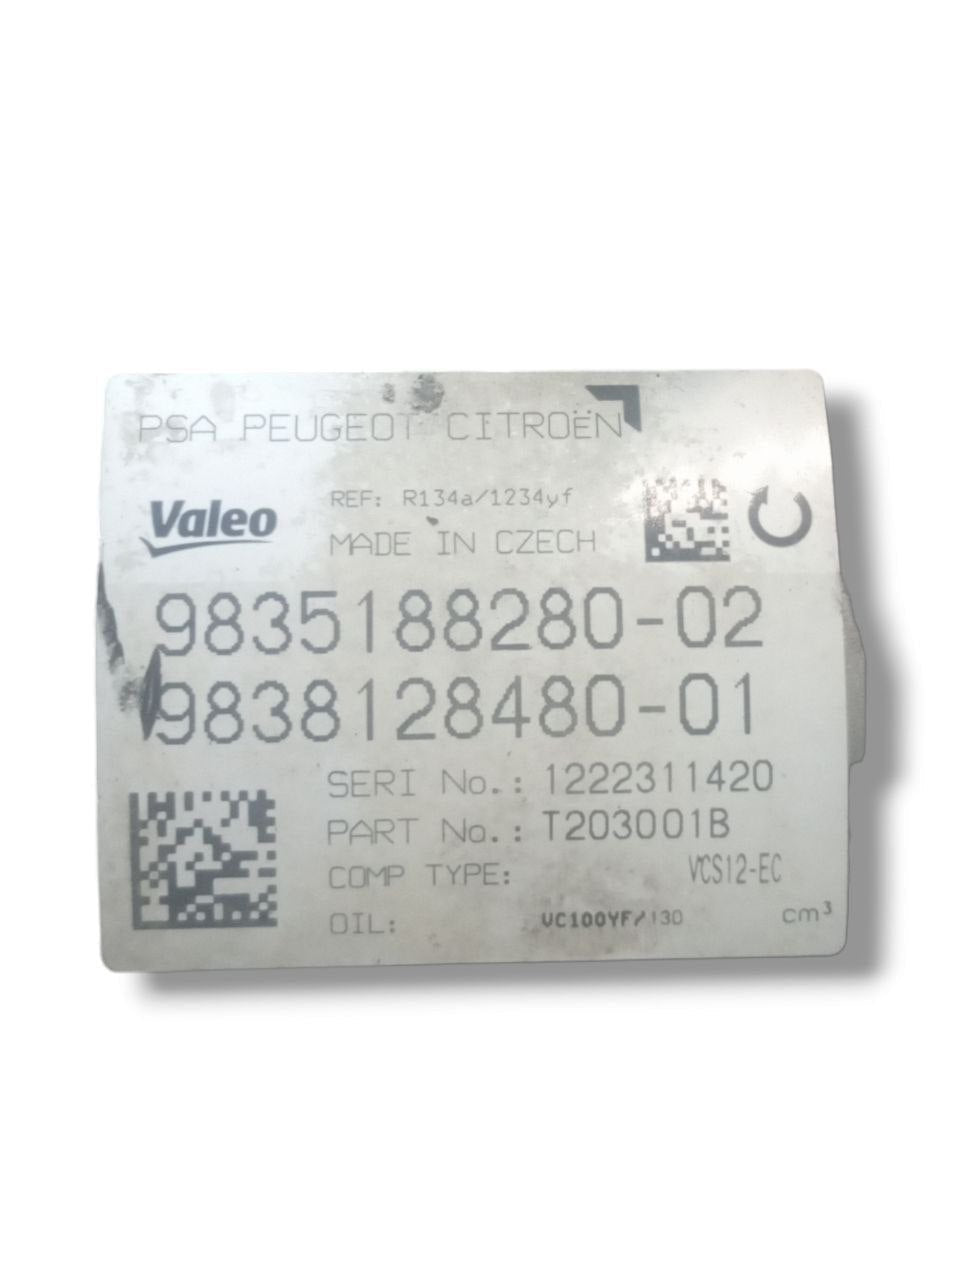 PSA PEUGEOT CITROËN
Valeo
REF: R134a/1234yf
MADE IN CZECH
9835188280-02
9838128480-01
SERI No.: 1222311420
PART No.: T203001B
COMP TYPE: VCS12-EC
OIL: VC100YF/130 cm³